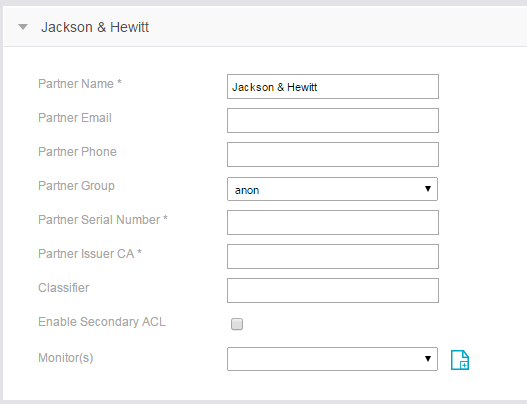 Jackson & Hewitt
Partner Name * Jackson & Hewitt
Partner Email
Partner Phone
Partner Group anon
Partner Serial Number *
Partner Issuer CA *
Classifier
Enable Secondary ACL
Monitor(s)